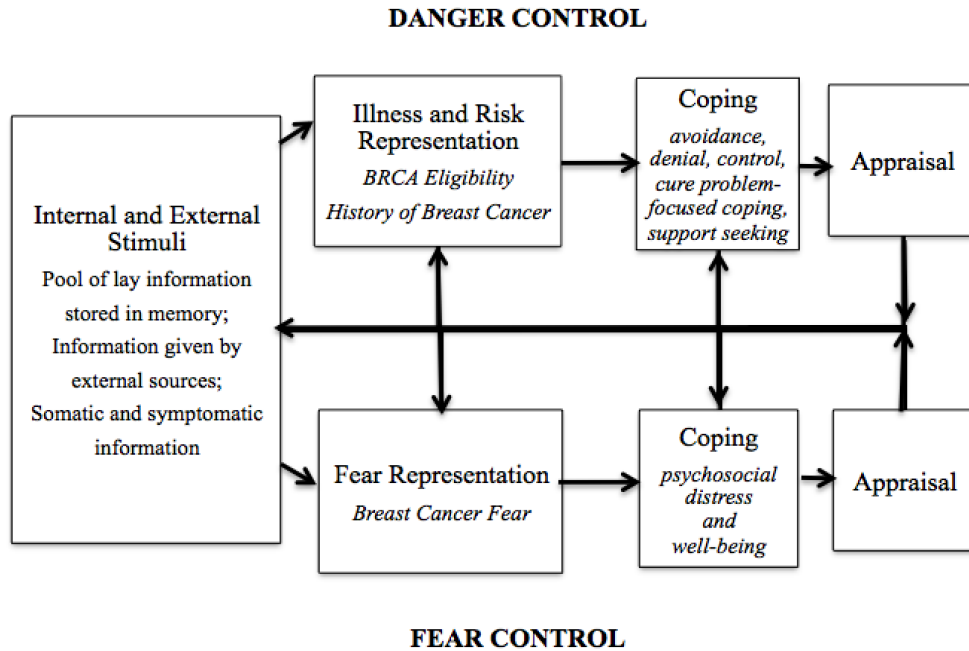 DANGER CONTROL
Internal and External
Stimuli
Pool of lay information
stored in memory;
Information given by
external sources;
Somatic and symptomatic
information
Illness and Risk
Representation
BRCA Eligibility
History of Breast Cancer
Coping
avoidance,
denial, control,
cure problem-
focused coping,
support seeking
Appraisal
Fear Representation
Breast Cancer Fear
Coping
psychosocial
distress
and
well-being
Appraisal
FEAR CONTROL